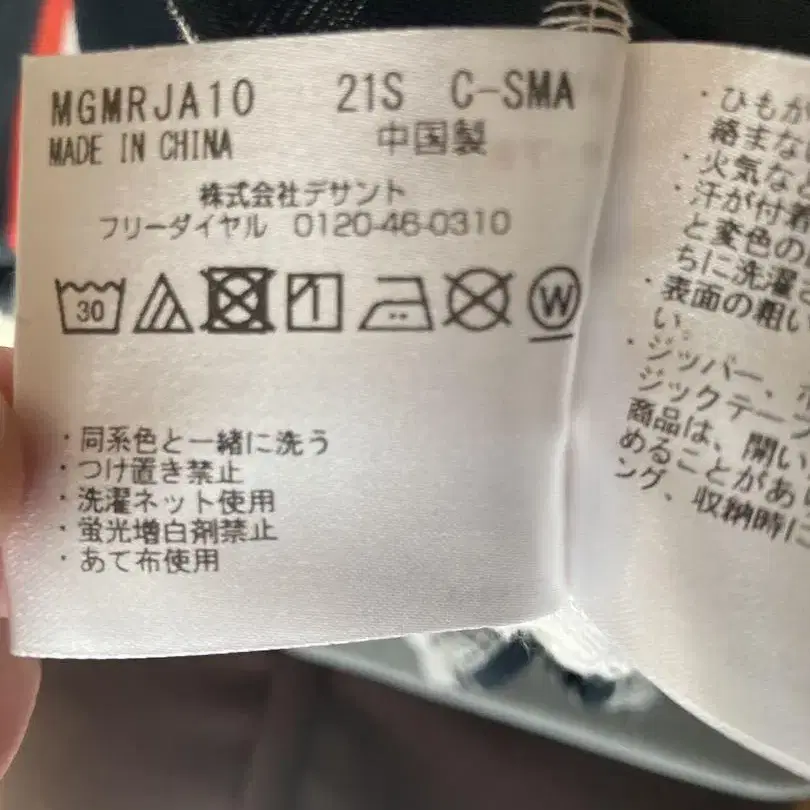 MGMRJA10 21S C-SMA
MADE IN CHINA 中国製
株式会社デサント
フリーダイヤル 0120-46-0310
30
W
・同系色と一緒に洗う
・つけ置き禁止
・洗濯ネット使用
・蛍光増白剤禁止
・あて布使用
・ひもが
絡まな
・火気な
・汗が付着
と変色の
ちに洗濯
・表面の粗い
い。
・ジッパー、
ジックテープ
商品は、開い
めることがあ
ング、収納時に